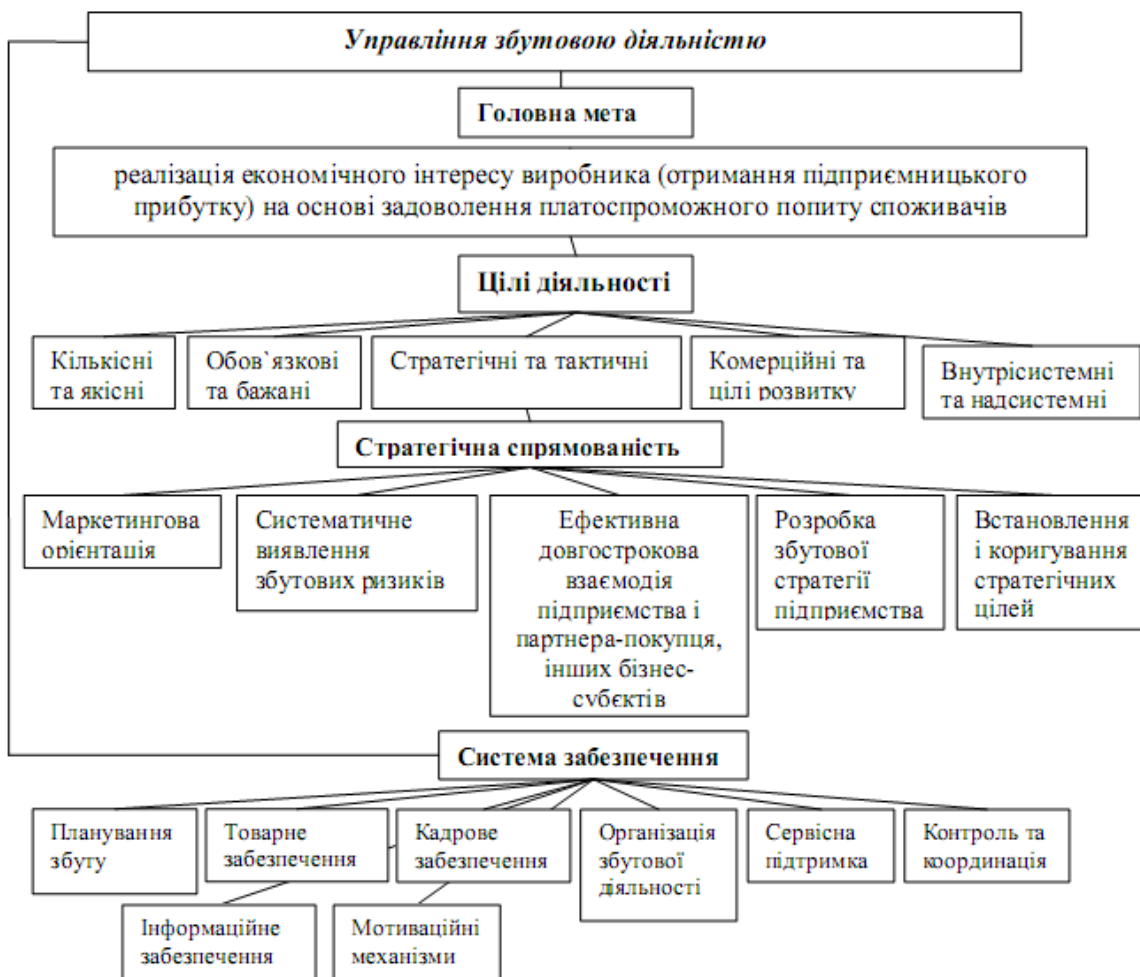 Управління збутовою діяльністю
Головна мета
реалізація економічного інтересу виробника (отримання підприємницького
прибутку) на основі задоволення платоспроможного попиту споживачів
Цілі діяльності
Кількісні
та якісні
Обов`язкові
та бажані
Стратегічні та тактичні
Комерційні та
цілі розвитку
Внутрісистемні
та надсистемні
Стратегічна спрямованість
Маркетингова
орієнтація
Систематичне
виявлення
збутових ризиків
Ефективна
довгострокова
взаємодія
підприємства і
партнера-покупця,
інших бізнес-
субєктів
Розробка
збутової
стратегії
підприємства
Встановлення
і коригування
стратегічних
цілей
Система забезпечення
Планування
збуту
Товарне
забезпечення
Кадрове
забезпечення
Організація
збутової
діяльності
Сервісна
підтримка
Контроль та
координація
Інформаційне
забезпечення
Мотиваційні
механізми